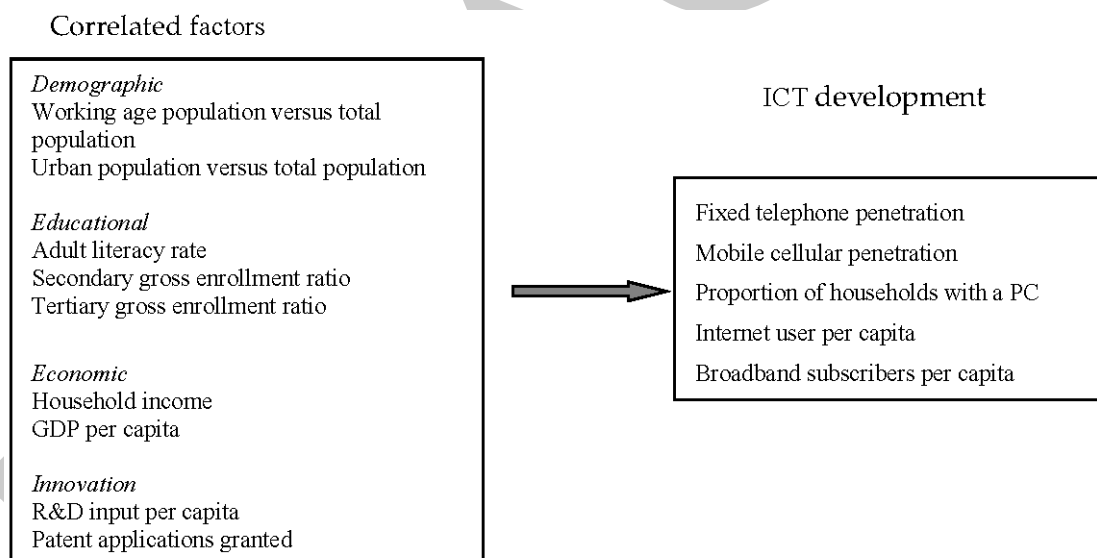 Correlated factors
Demographic
Working age population versus total
population
Urban population versus total population
Educational
Adult literacy rate
Secondary gross enrollment ratio
Tertiary gross enrollment ratio
Economic
Household income
GDP per capita
Innovation
R&D input per capita
Patent applications granted
ICT development
Fixed telephone penetration
Mobile cellular penetration
Proportion of households with a PC
Internet user per capita
Broadband subscribers per capita